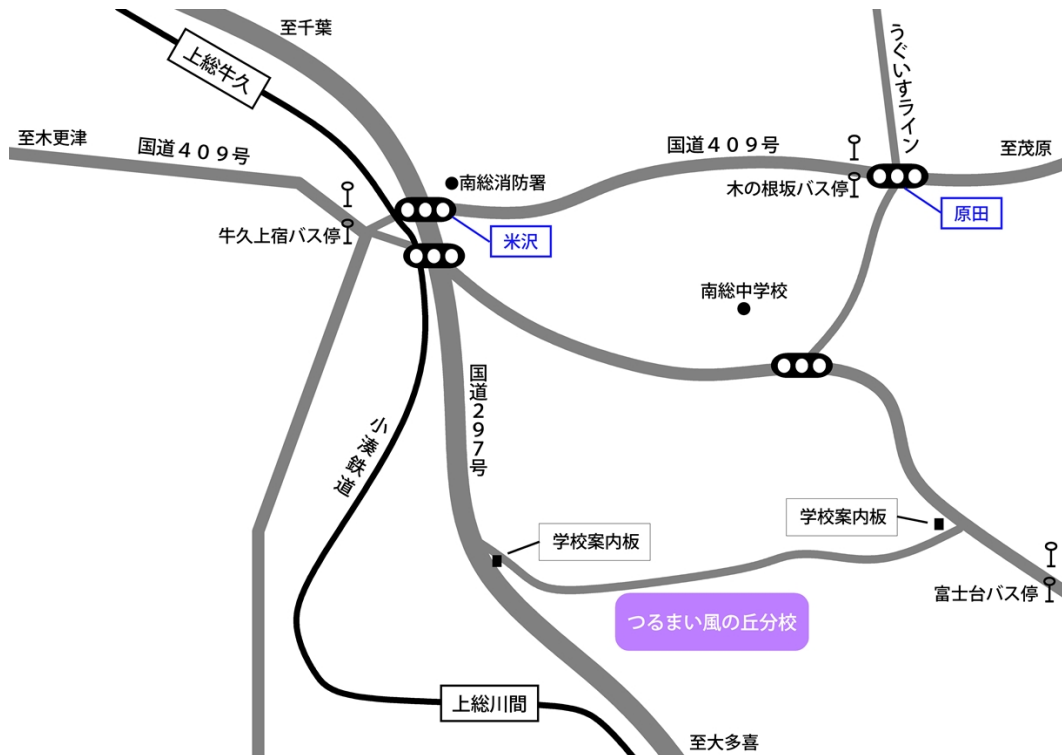 至千葉
上総牛久
うぐいすライン
至木更津
国道４０９号
国道４０９号
至茂原
南総消防署
木の根坂バス停
原田
牛久上宿バス停
米沢
南総中学校
国道２９７号
小湊鉄道
学校案内板
学校案内板
富士台バス停
つるまい風の丘分校
上総川間
至大多喜